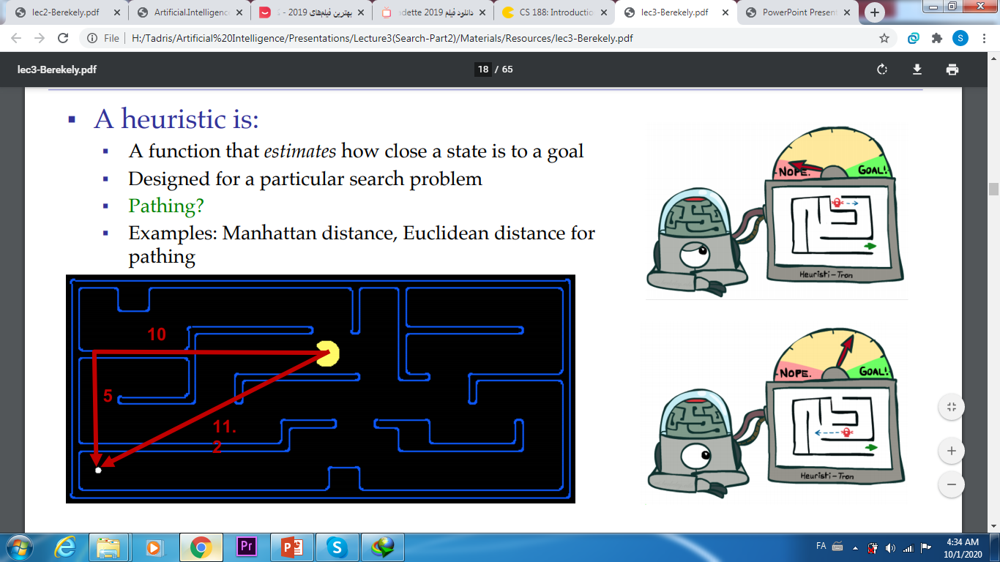 lec2-Berekely.pdf
Artificial.Intelligence
بهترین فیلم‌های 2019 - ؛
دانلود فیلم adette 2019
CS 188: Introductio
lec3-Berekely.pdf
PowerPoint Present
File | H:/Tadris/Artificial%20Intelligence/Presentations/Lecture3(Search-Part2)/Materials/Resources/lec3-Berekely.pdf
S
lec3-Berekely.pdf
18 / 65
A heuristic is:
A function that estimates how close a state is to a goal
Designed for a particular search problem
Pathing?
Examples: Manhattan distance, Euclidean distance for
pathing
10
5
11.
2
NOPE.
GOAL!
Heuristi-Tron
NOPE.
GOAL!
Heuristi-Tron
Pr
P
S
FA
4:34 AM
10/1/2020